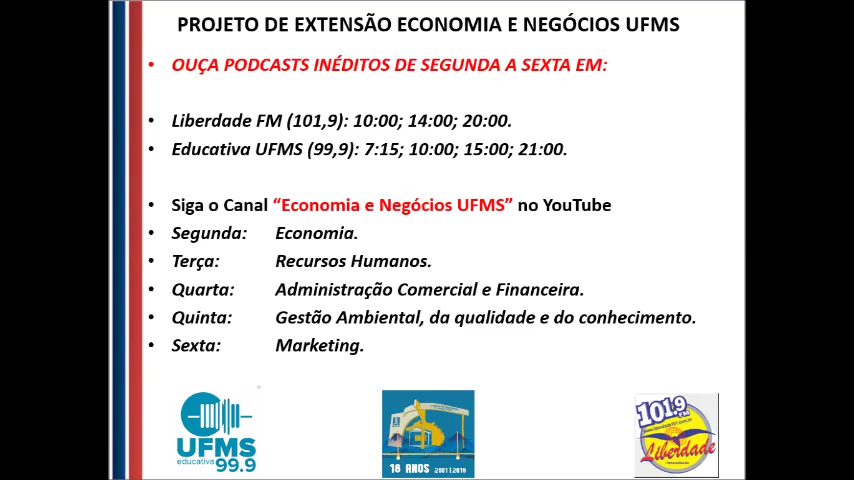 PROJETO DE EXTENSÃO ECONOMIA E NEGÓCIOS UFMS
• OUÇA PODCASTS INÉDITOS DE SEGUNDA A SEXTA EM:
• Liberdade FM (101,9): 10:00; 14:00; 20:00.
• Educativa UFMS (99,9): 7:15; 10:00; 15:00; 21:00.
• Siga o Canal “Economia e Negócios UFMS” no YouTube
• Segunda: Economia.
• Terça: Recursos Humanos.
• Quarta: Administração Comercial e Financeira.
• Quinta: Gestão Ambiental, da qualidade e do conhecimento.
• Sexta: Marketing.
UFMS
educativa 99.9
18 ANOS 2001|2019
101.9 FM
Liberdade